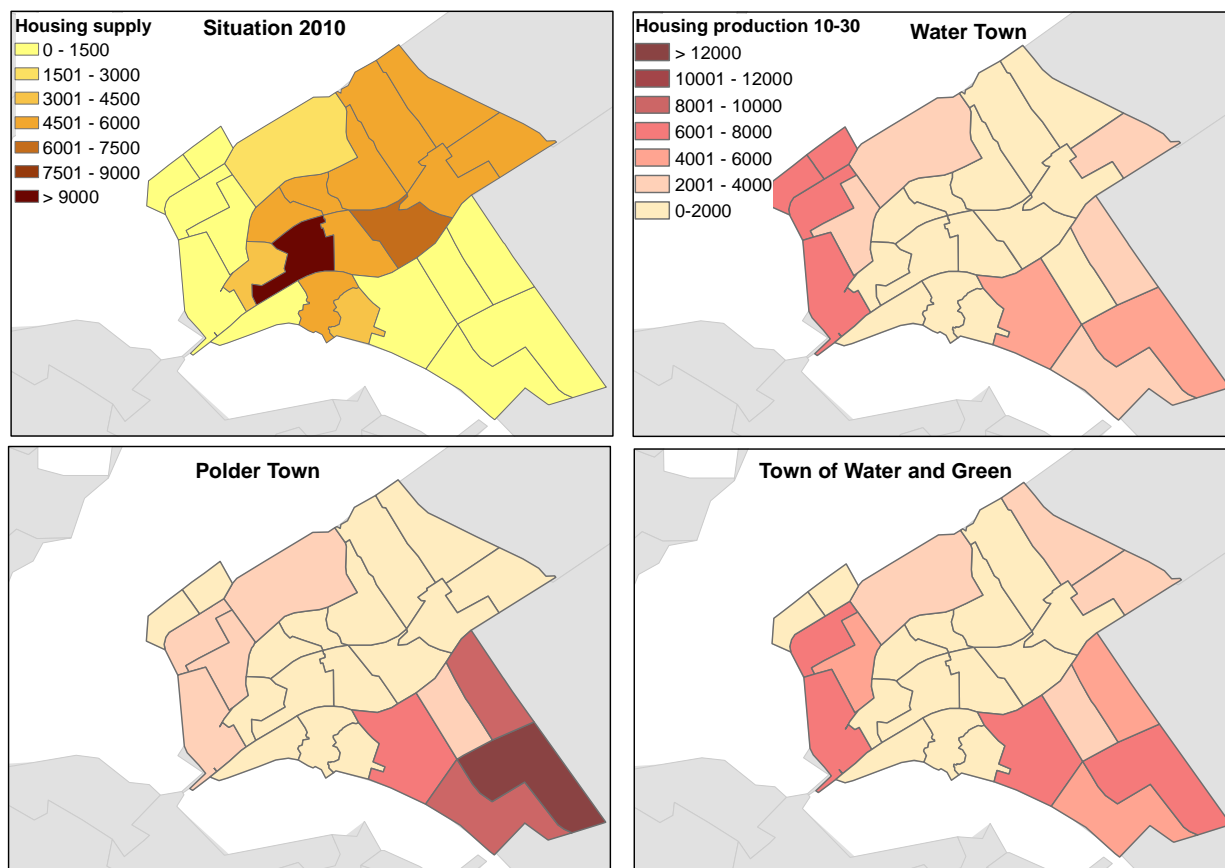 Housing supply
Situation 2010
0 - 1500
1501 - 3000
3001 - 4500
4501 - 6000
6001 - 7500
7501 - 9000
> 9000
Housing production 10-30
Water Town
> 12000
10001 - 12000
8001 - 10000
6001 - 8000
4001 - 6000
2001 - 4000
0-2000
Polder Town
Town of Water and Green